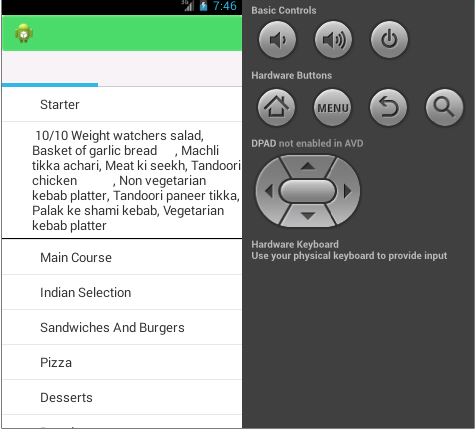 3G 7:46
Starter
10/10 Weight watchers salad,
Basket of garlic bread , Machli
tikka achari, Meat ki seekh, Tandoori
chicken , Non vegetarian
kebab platter, Tandoori paneer tikka,
Palak ke shami kebab, Vegetarian
kebab platter
Main Course
Indian Selection
Sandwiches And Burgers
Pizza
Desserts
Basic Controls
Hardware Buttons
MENU
DPAD not enabled in AVD
Hardware Keyboard
Use your physical keyboard to provide input